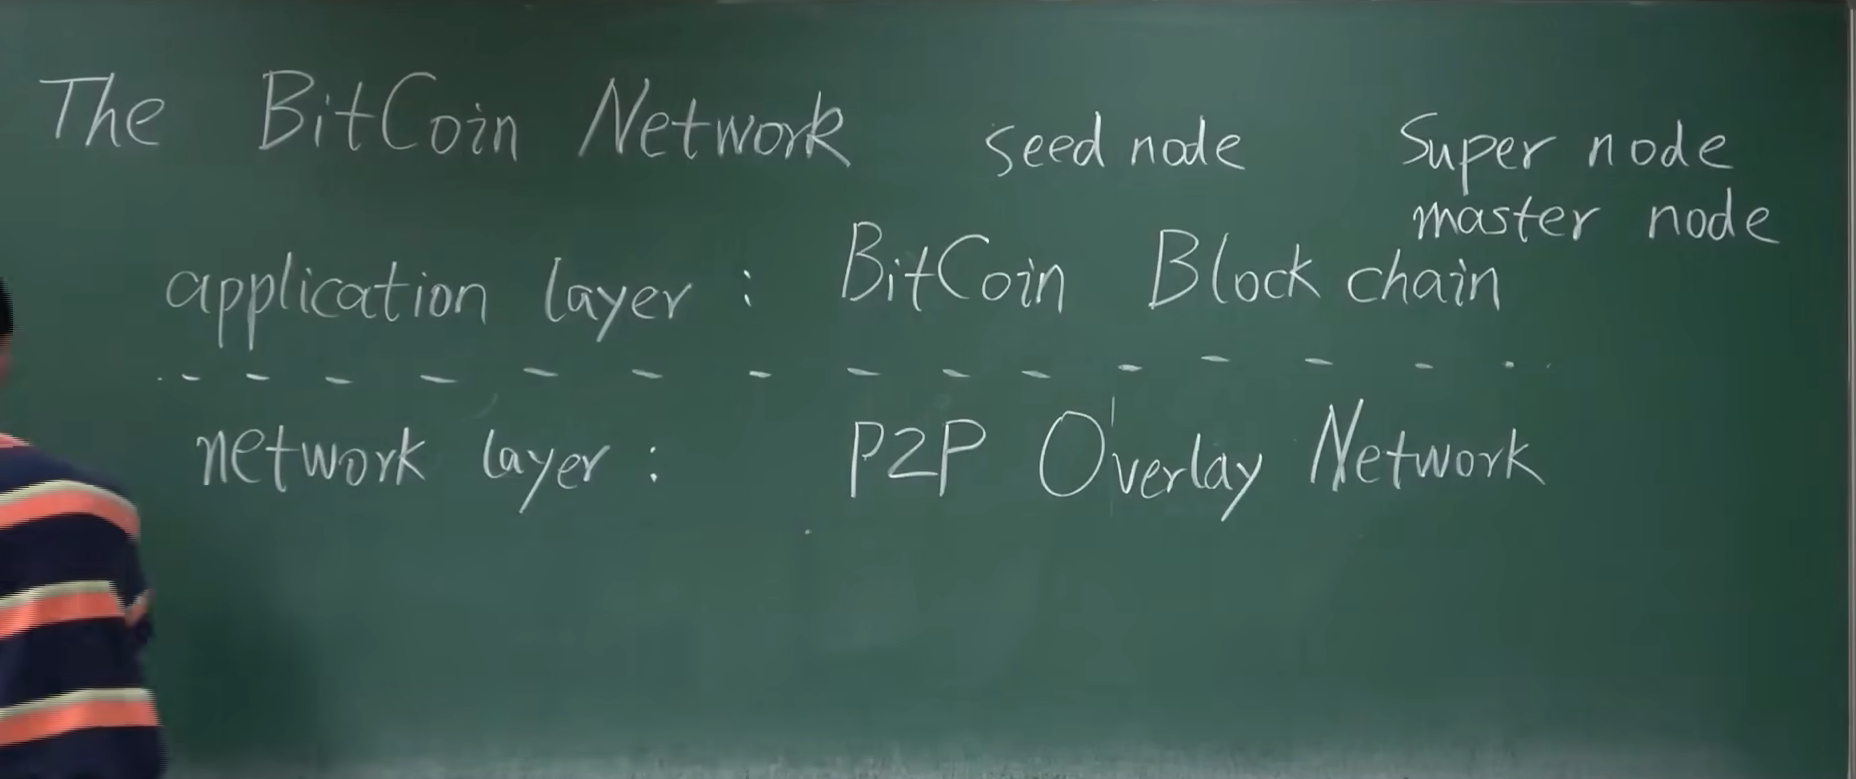 The BitCoin Network seed node Super node
master node
application layer : BitCoin Block chain
network layer : P2P Overlay Network